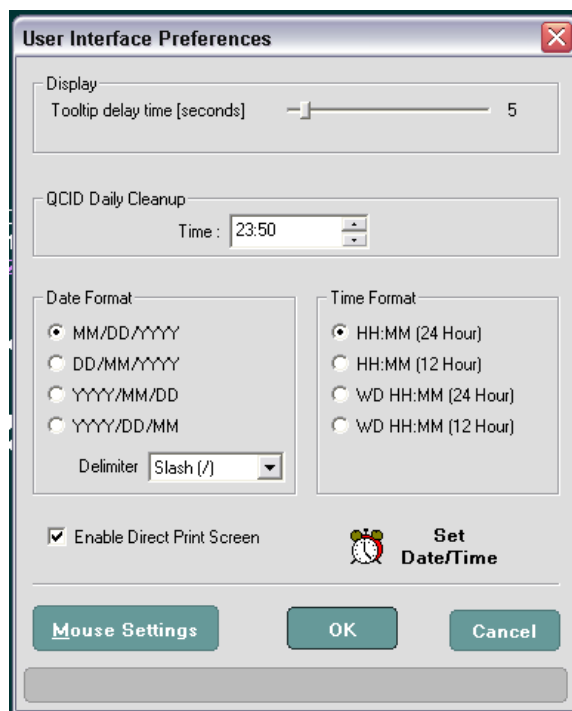 User Interface Preferences
Display
Tooltip delay time [seconds] 5
QCID Daily Cleanup
Time : 23:50
Date Format
MM/DD/YYYY
DD/MM/YYYY
YYYY/MM/DD
YYYY/DD/MM
Delimiter Slash (/)
Time Format
HH:MM (24 Hour)
HH:MM (12 Hour)
WD HH:MM (24 Hour)
WD HH:MM (12 Hour)
Enable Direct Print Screen
Set
Date/Time
Mouse Settings OK Cancel